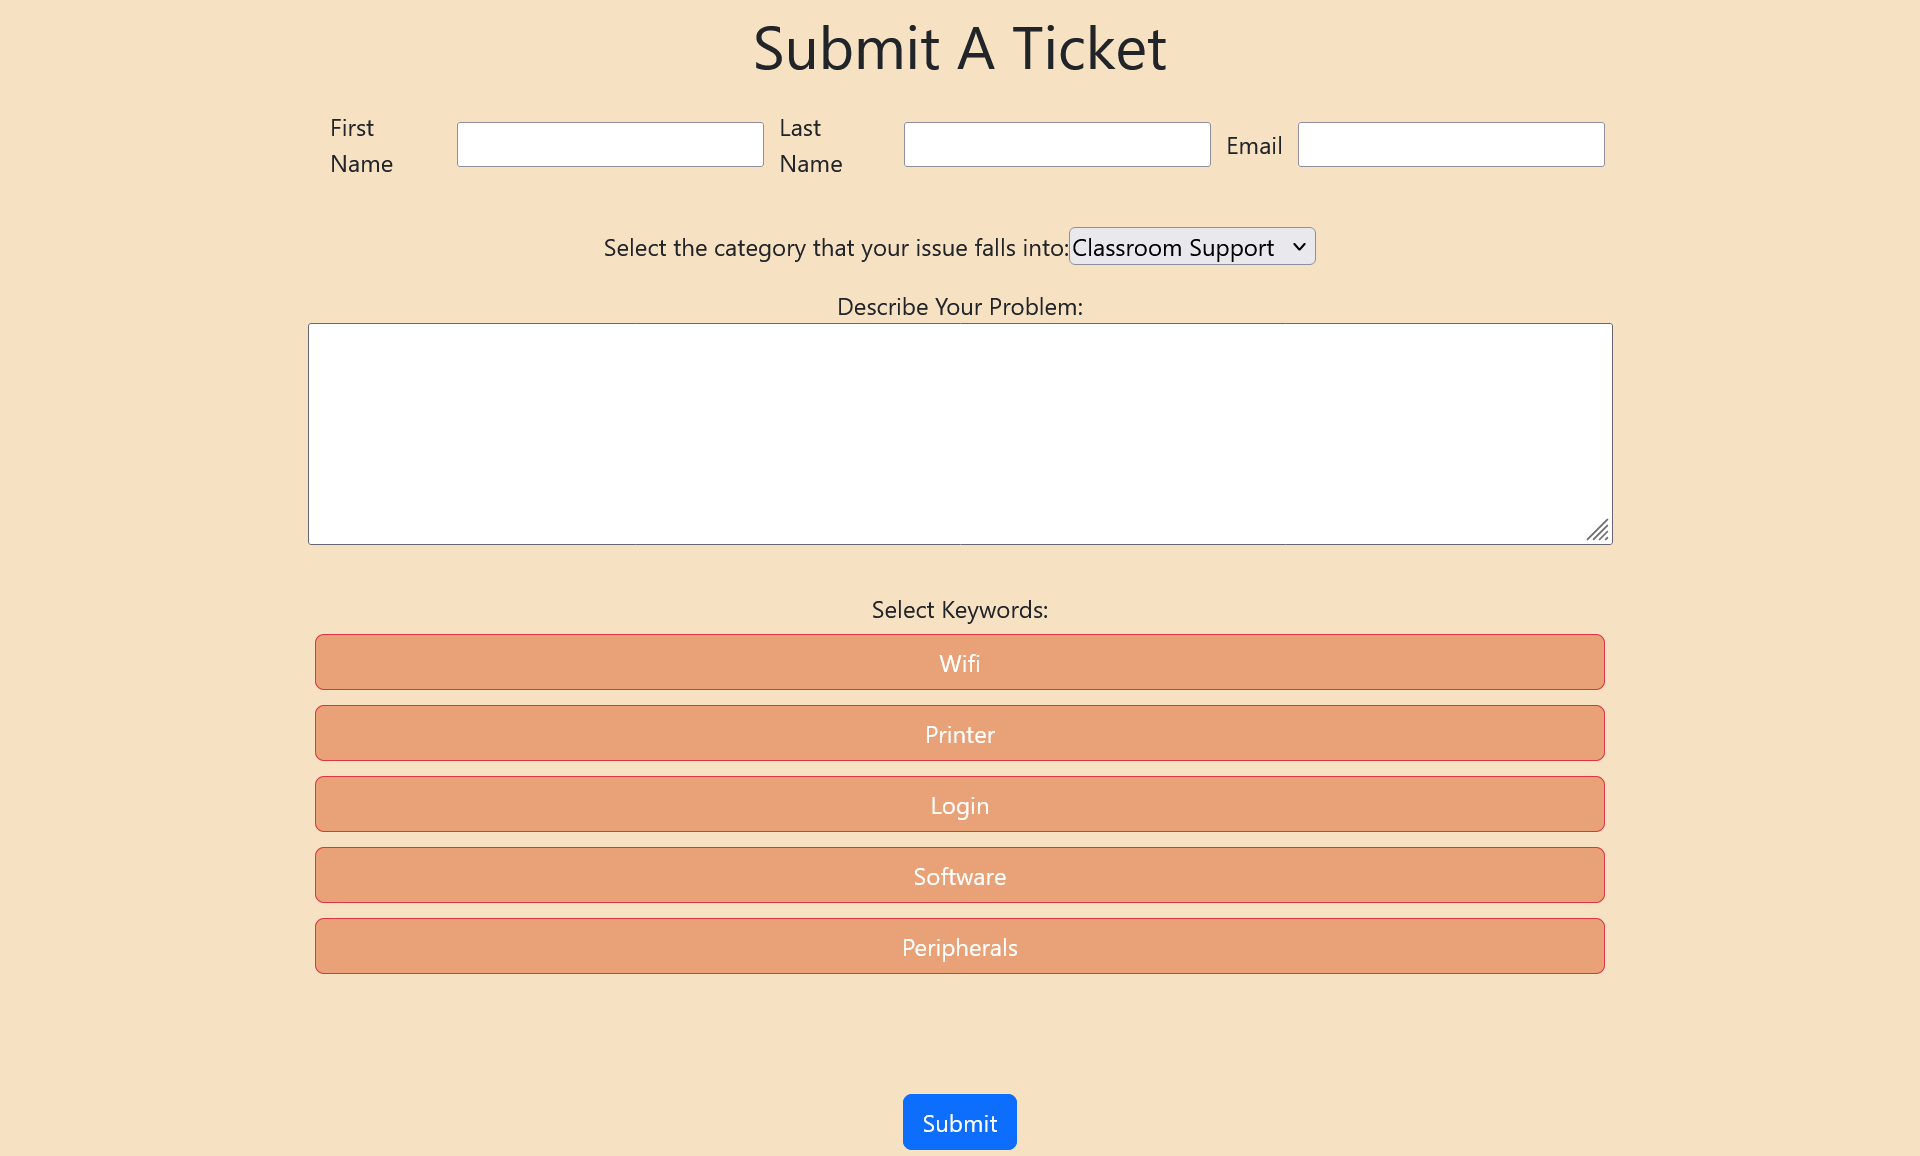 Submit A Ticket
First
Name
Last
Name
Email
Select the category that your issue falls into: Classroom Support
Describe Your Problem:
Select Keywords:
Wifi
Printer
Login
Software
Peripherals
Submit